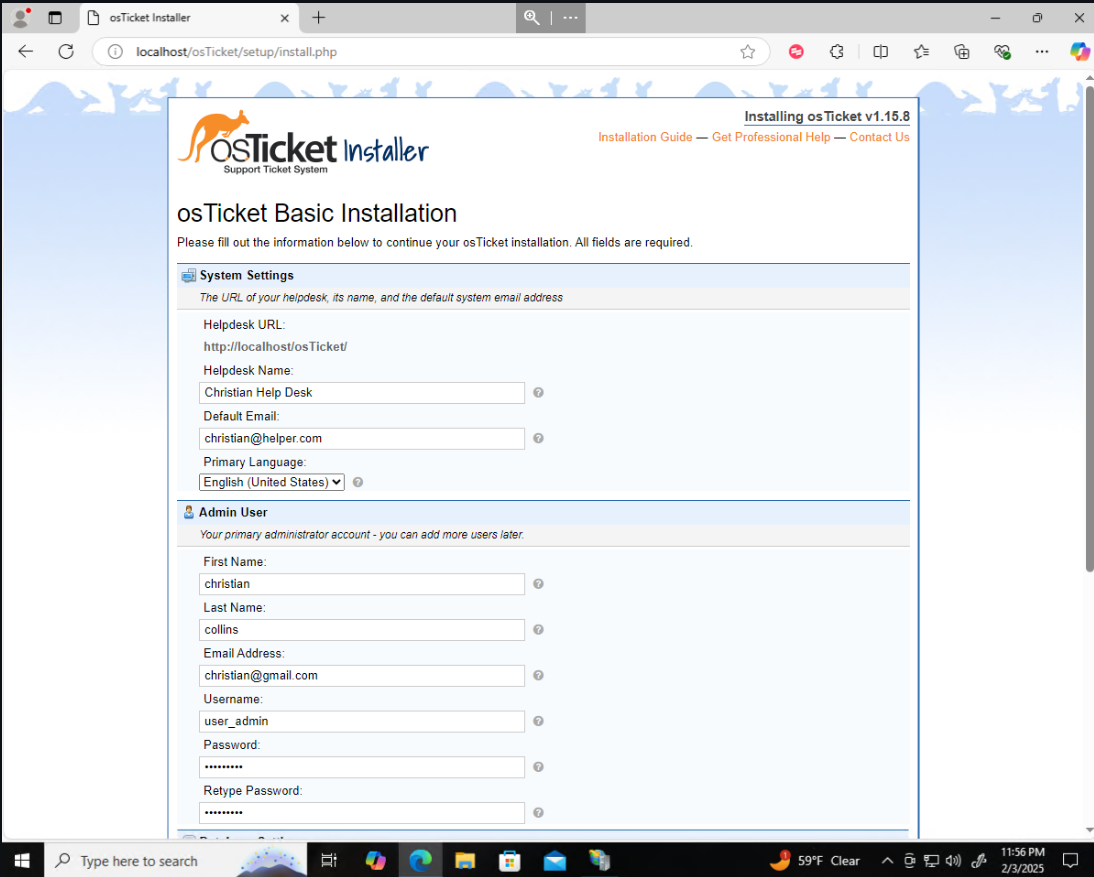 osTicket Installer
localhost/osTicket/setup/install.php
osTicket Installer
Support Ticket System
Installing osTicket v1.15.8
Installation Guide — Get Professional Help — Contact Us
osTicket Basic Installation
Please fill out the information below to continue your osTicket installation. All fields are required.
System Settings
The URL of your helpdesk, its name, and the default system email address
Helpdesk URL:
http://localhost/osTicket/
Helpdesk Name:
Christian Help Desk
Default Email:
christian@helper.com
Primary Language:
English (United States)
Admin User
Your primary administrator account - you can add more users later.
First Name:
christian
Last Name:
collins
Email Address:
christian@gmail.com
Username:
user_admin
Password:
•••••••••
Retype Password:
•••••••••
Type here to search
1
59°F Clear
11:56 PM
2/3/2025